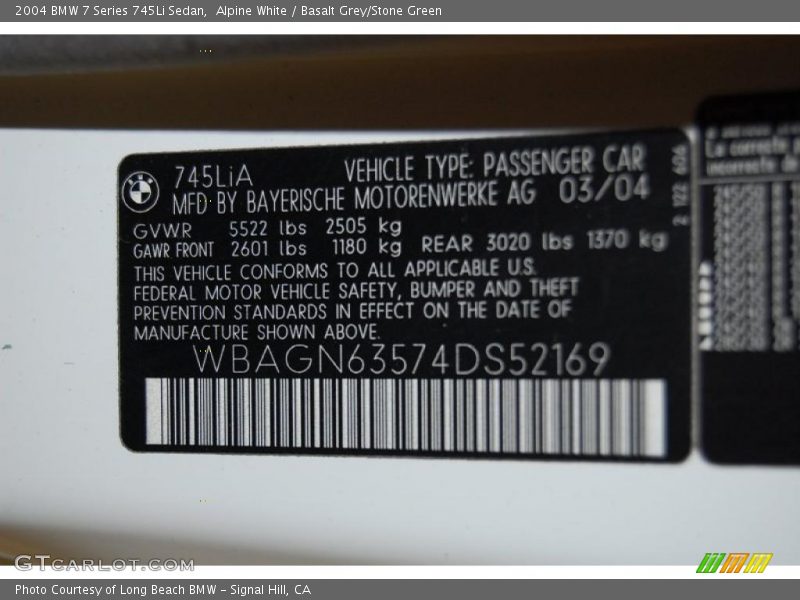 2004 BMW 7 Series 745Li Sedan, Alpine White / Basalt Grey/Stone Green
745LiA VEHICLE TYPE: PASSENGER CAR
MFD BY BAYERISCHE MOTORENWERKE AG 03/04
GVWR 5522 lbs 2505 kg
GAWR FRONT 2601 lbs 1180 kg REAR 3020 lbs 1370 kg
THIS VEHICLE CONFORMS TO ALL APPLICABLE U.S.
FEDERAL MOTOR VEHICLE SAFETY, BUMPER AND THEFT
PREVENTION STANDARDS IN EFFECT ON THE DATE OF
MANUFACTURE SHOWN ABOVE.
WBAGN63574DS52169
La correcte
GTCARLOT.COM
Photo Courtesy of Long Beach BMW - Signal Hill, CA